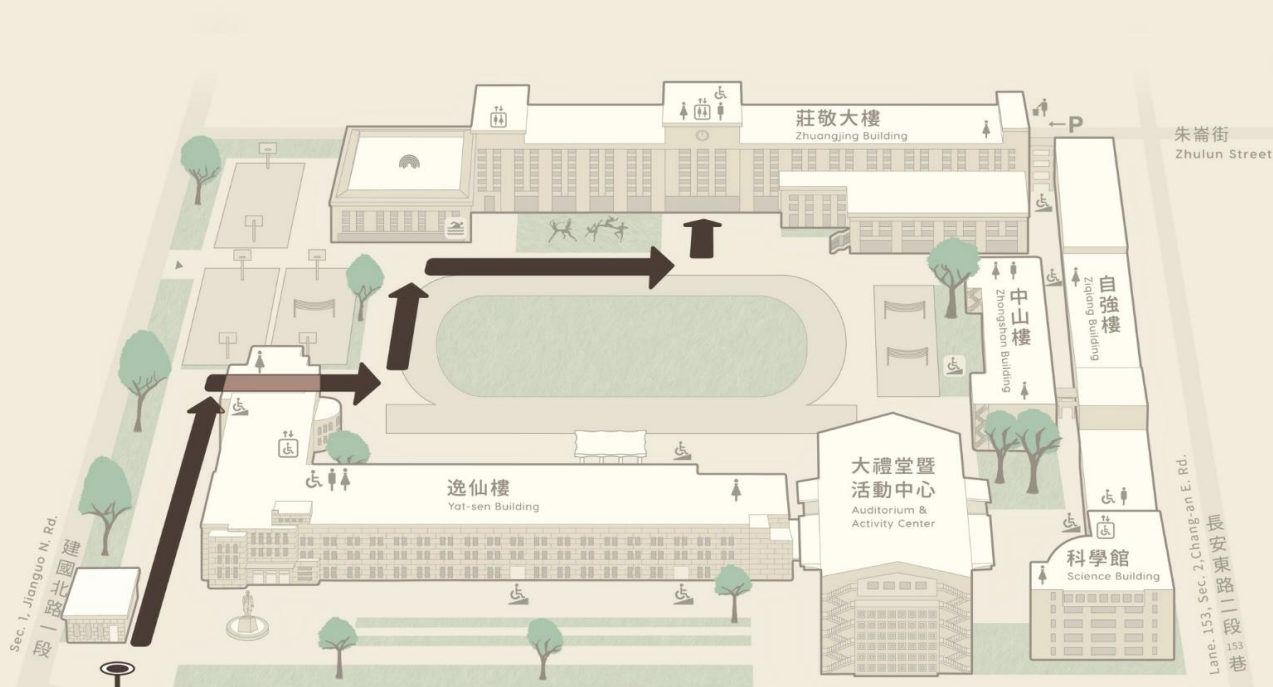 莊敬大樓
Zhuangjing Building
←P
朱崙街
Zhulun Street
中山樓
Zhongshan Building
自強樓
Ziqiang Building
逸仙樓
Yat-sen Building
大禮堂暨
活動中心
Auditorium &
Activity Center
科學館
Science Building
Sec. 1, Jianguo N. Rd.
建國北路一段
Lane. 153, Sec. 2,Chang-an E. Rd.
長安東路二段153巷